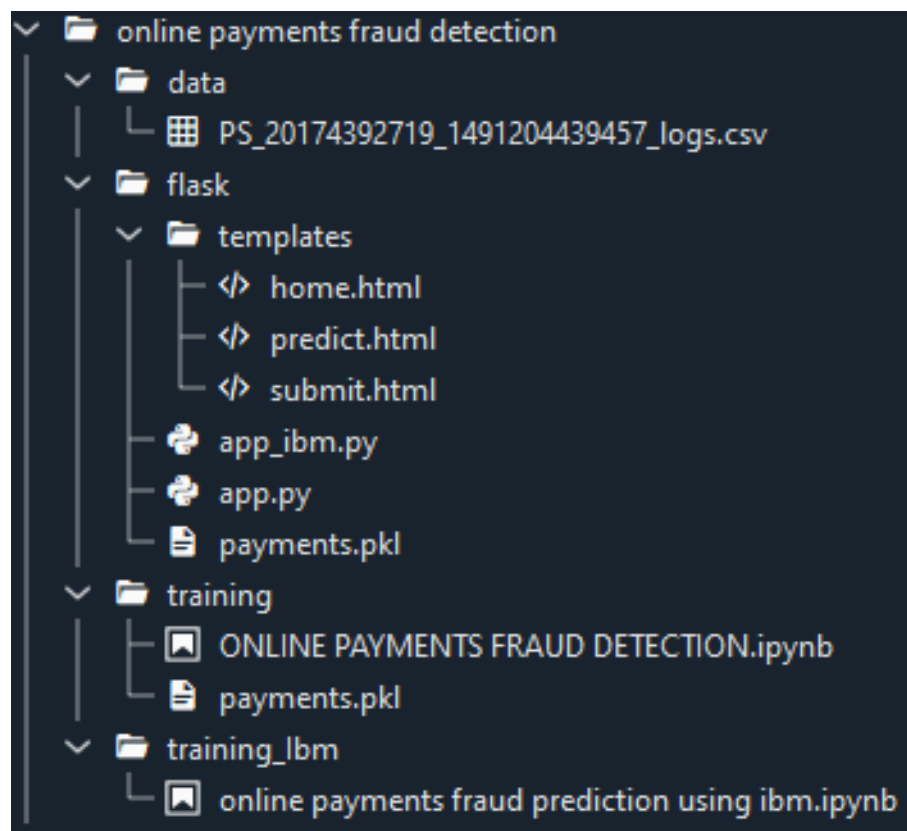 online payments fraud detection
data
PS_20174392719_1491204439457_logs.csv
flask
templates
home.html
predict.html
submit.html
app_ibm.py
app.py
payments.pkl
training
ONLINE PAYMENTS FRAUD DETECTION.ipynb
payments.pkl
training_lbm
online payments fraud prediction using ibm.ipynb